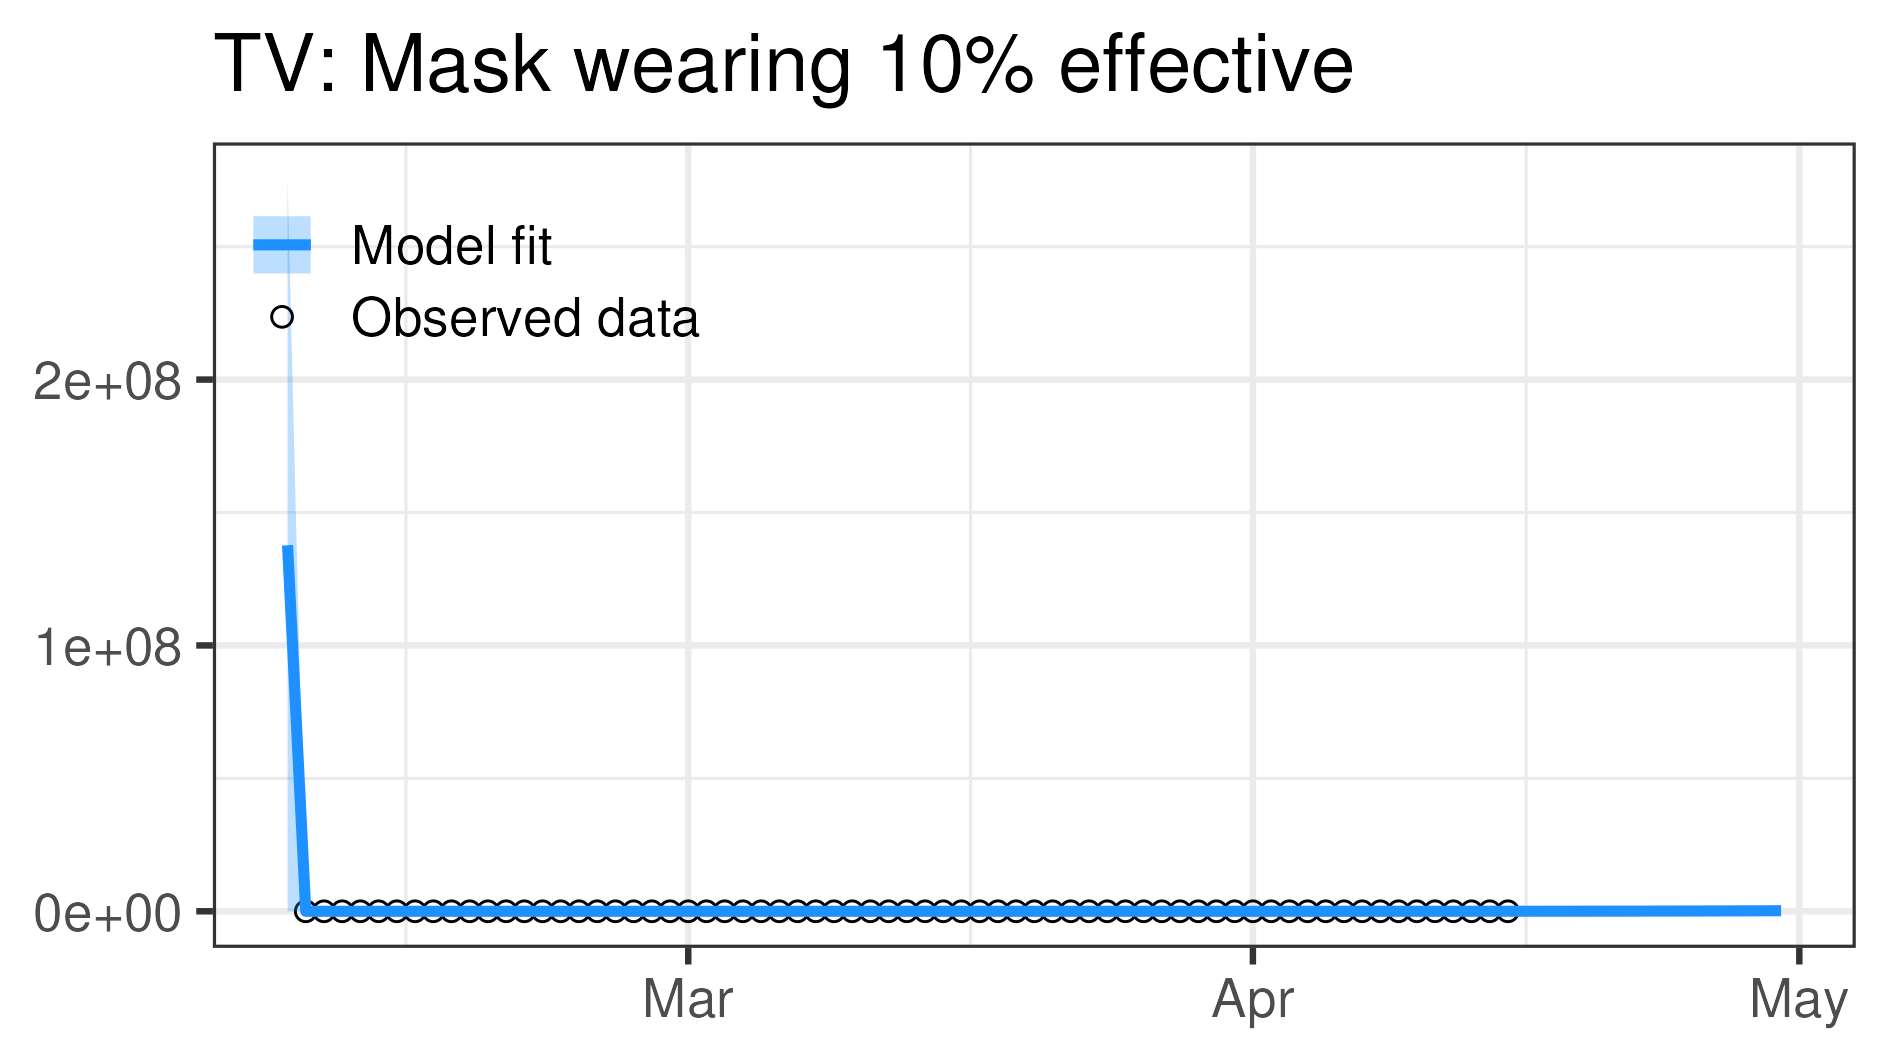 TV: Mask wearing 10% effective
Model fit
Observed data
2e+08
1e+08
0e+00
Mar Apr May